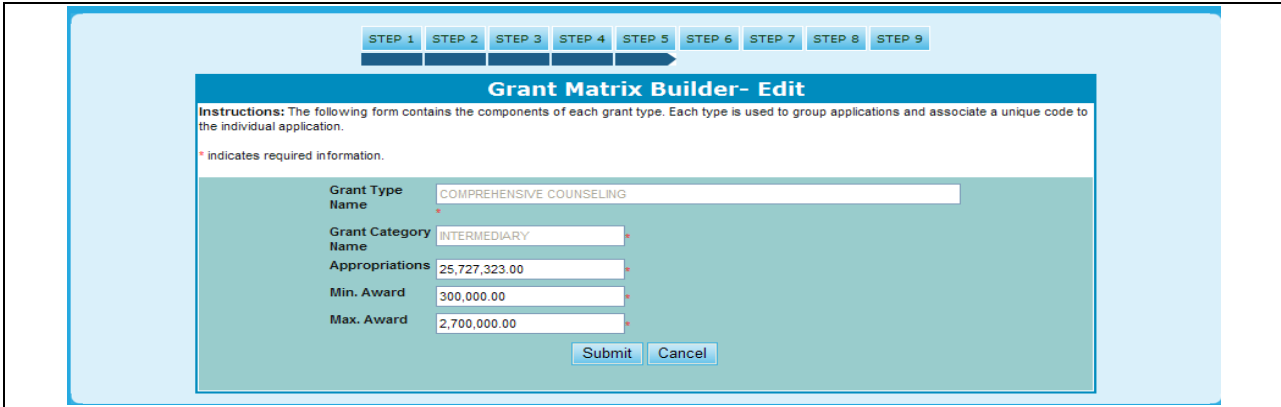 STEP 1 STEP 2 STEP 3 STEP 4 STEP 5 STEP 6 STEP 7 STEP 8 STEP 9
Grant Matrix Builder- Edit
Instructions: The following form contains the components of each grant type. Each type is used to group applications and associate a unique code to
the individual application.
* indicates required information.
Grant Type
Name
COMPREHENSIVE COUNSELING
*
Grant Category
Name
INTERMEDIARY *
Appropriations 25,727,323.00 *
Min. Award 300,000.00 *
Max. Award 2,700,000.00 *
Submit Cancel